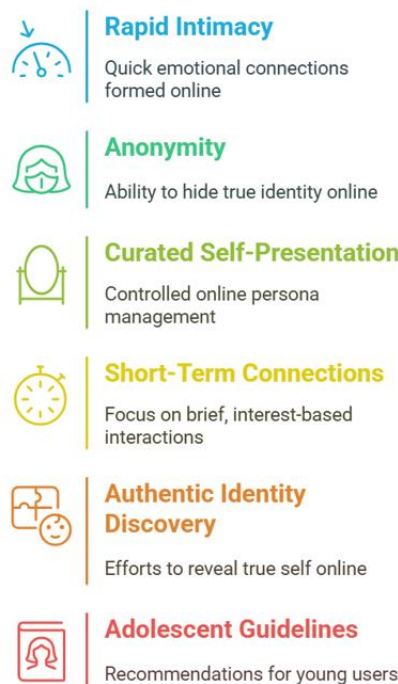 Rapid Intimacy
Quick emotional connections
formed online
Anonymity
Ability to hide true identity online
Curated Self-Presentation
Controlled online persona
management
Short-Term Connections
Focus on brief, interest-based
interactions
Authentic Identity
Discovery
Efforts to reveal true self online
Adolescent Guidelines
Recommendations for young users